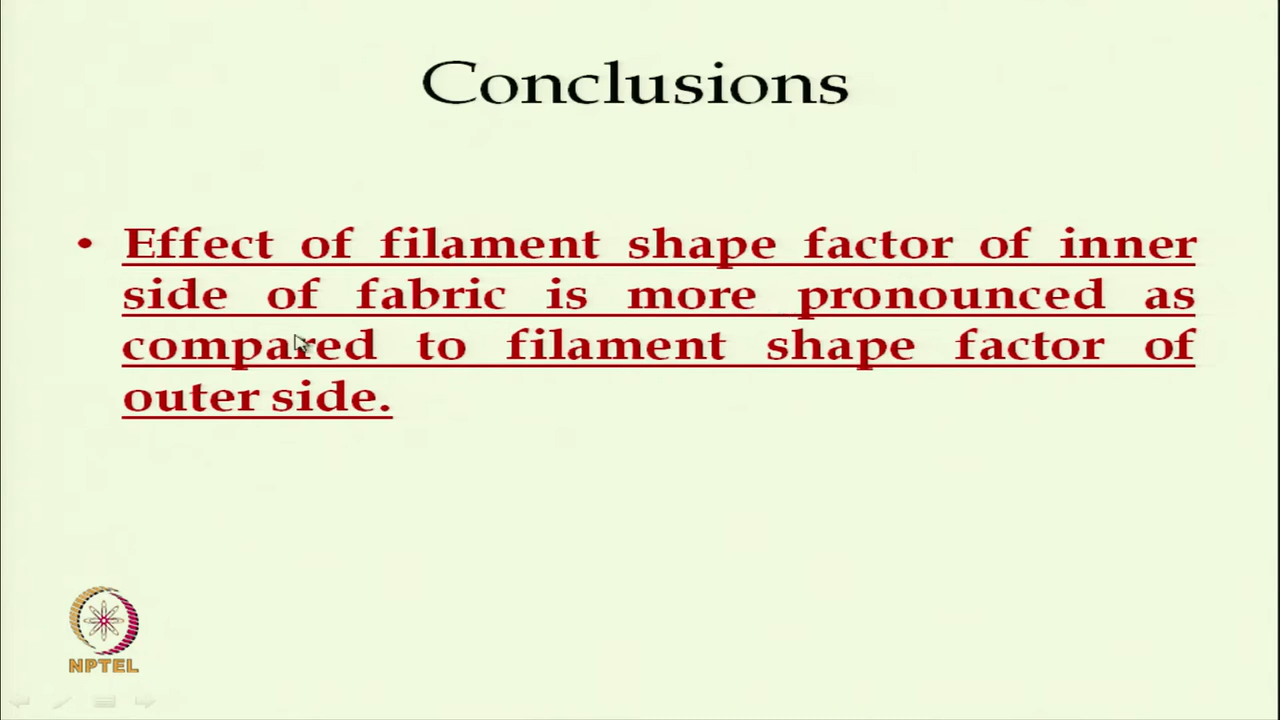 Conclusions
• Effect of filament shape factor of inner
side of fabric is more pronounced as
compared to filament shape factor of
outer side.
NPTEL